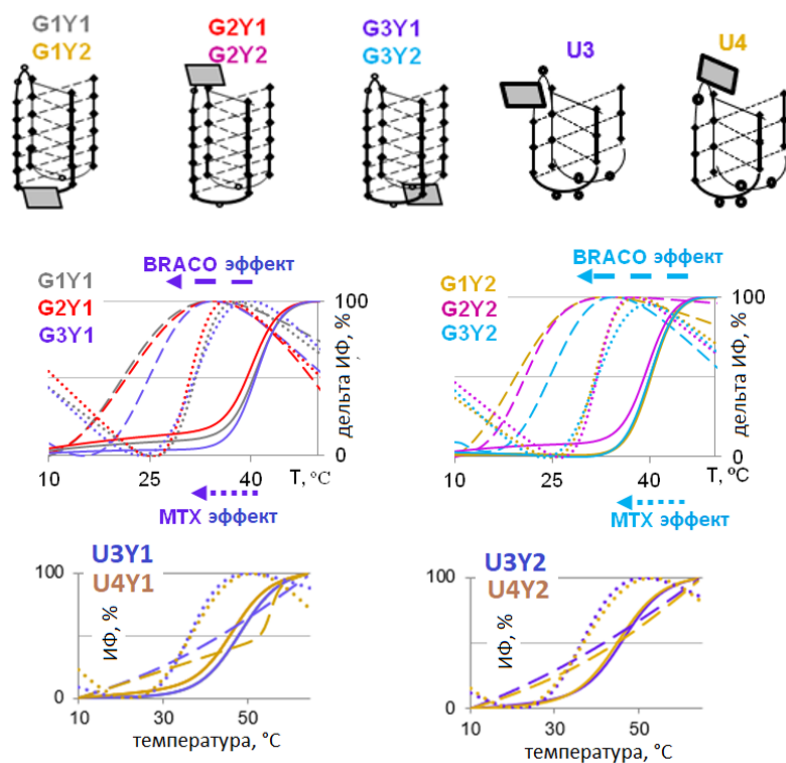 G1Y1
G1Y2
G2Y1
G2Y2
G3Y1
G3Y2
U3
U4
BRACO эффект
G1Y1
G2Y1
G3Y1
100
дельта ИФ, %
0
10
25
40
T, °C
MTX эффект
BRACO эффект
G1Y2
G2Y2
G3Y2
100
дельта ИФ, %
0
10
25
40
T, ºC
MTX эффект
U3Y1
U4Y1
100
ИФ, %
0
10
30
50
температура, °C
U3Y2
U4Y2
100
ИФ, %
0
10
30
50
температура, °C